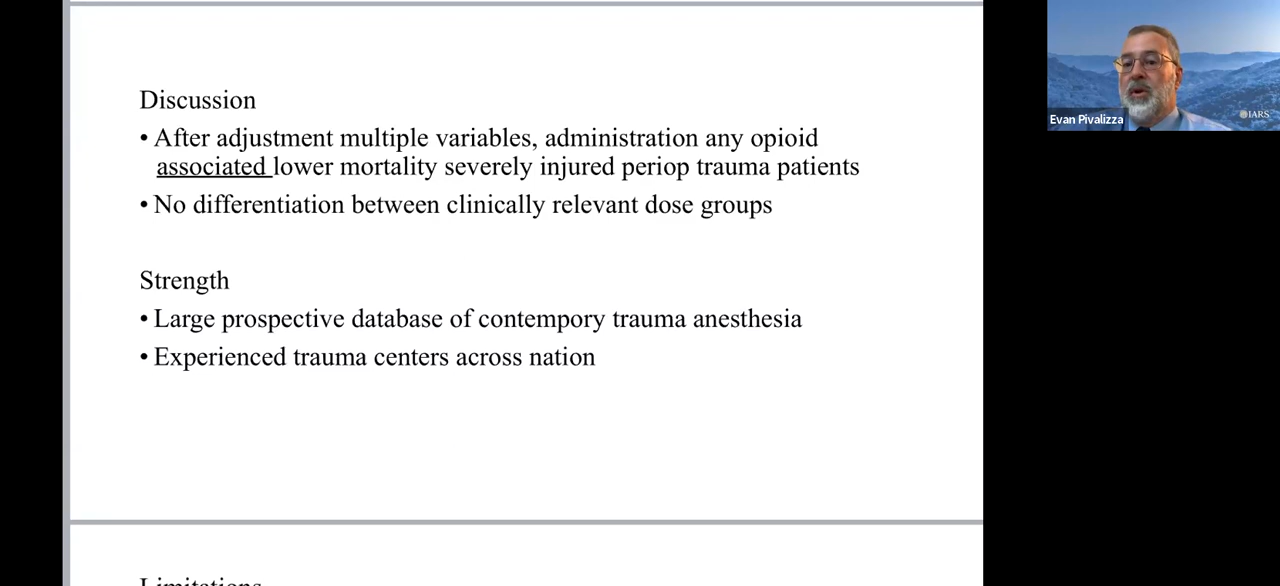 Discussion
• After adjustment multiple variables, administration any opioid
associated lower mortality severely injured periop trauma patients
• No differentiation between clinically relevant dose groups
Strength
• Large prospective database of contempory trauma anesthesia
• Experienced trauma centers across nation
Limitations
Evan Pivalizza
IARS